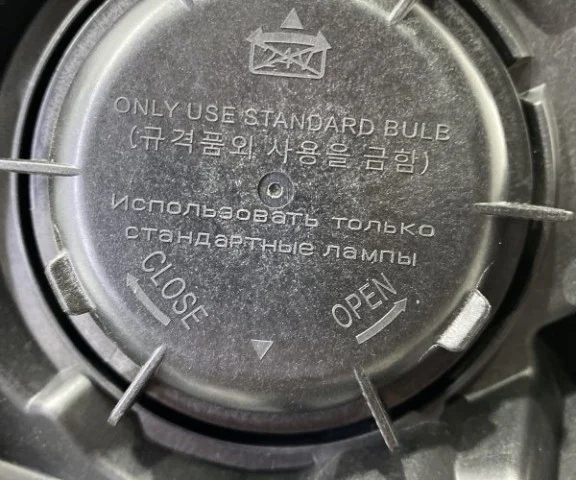 ONLY USE STANDARD BULB
(규격품외 사용을 금함)
Использовать только
стандартные лампы
CLOSE
OPEN